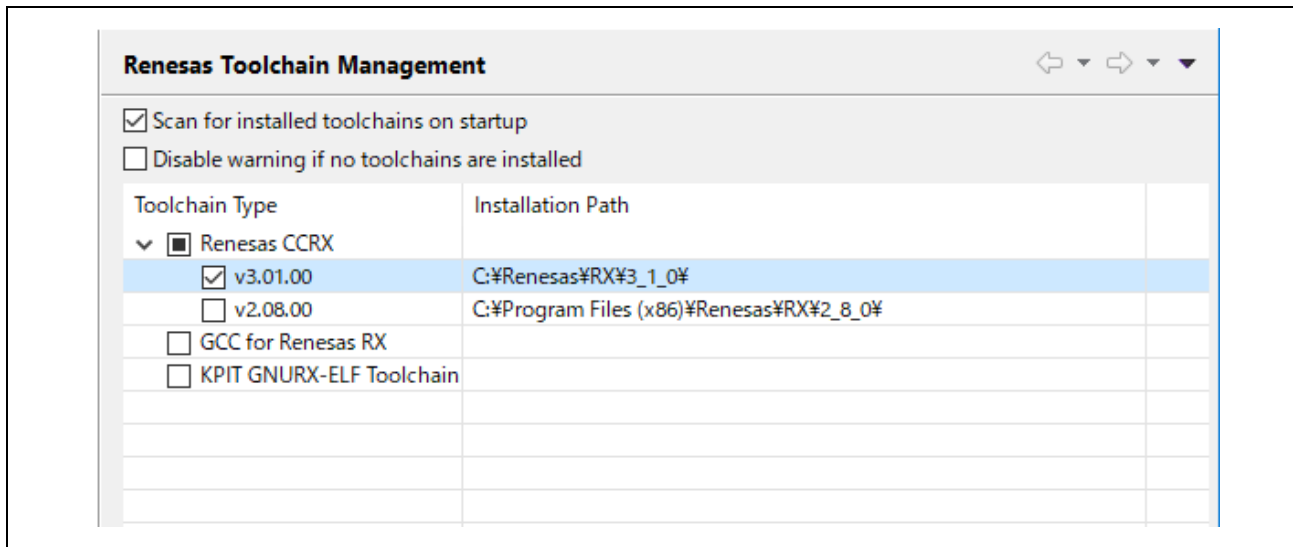 Renesas Toolchain Management
Scan for installed toolchains on startup
Disable warning if no toolchains are installed
Toolchain Type Installation Path
Renesas CCRX
v3.01.00 C:¥Renesas¥RX¥3_1_0¥
v2.08.00 C:¥Program Files (x86)¥Renesas¥RX¥2_8_0¥
GCC for Renesas RX
KPIT GNURX-ELF Toolchain